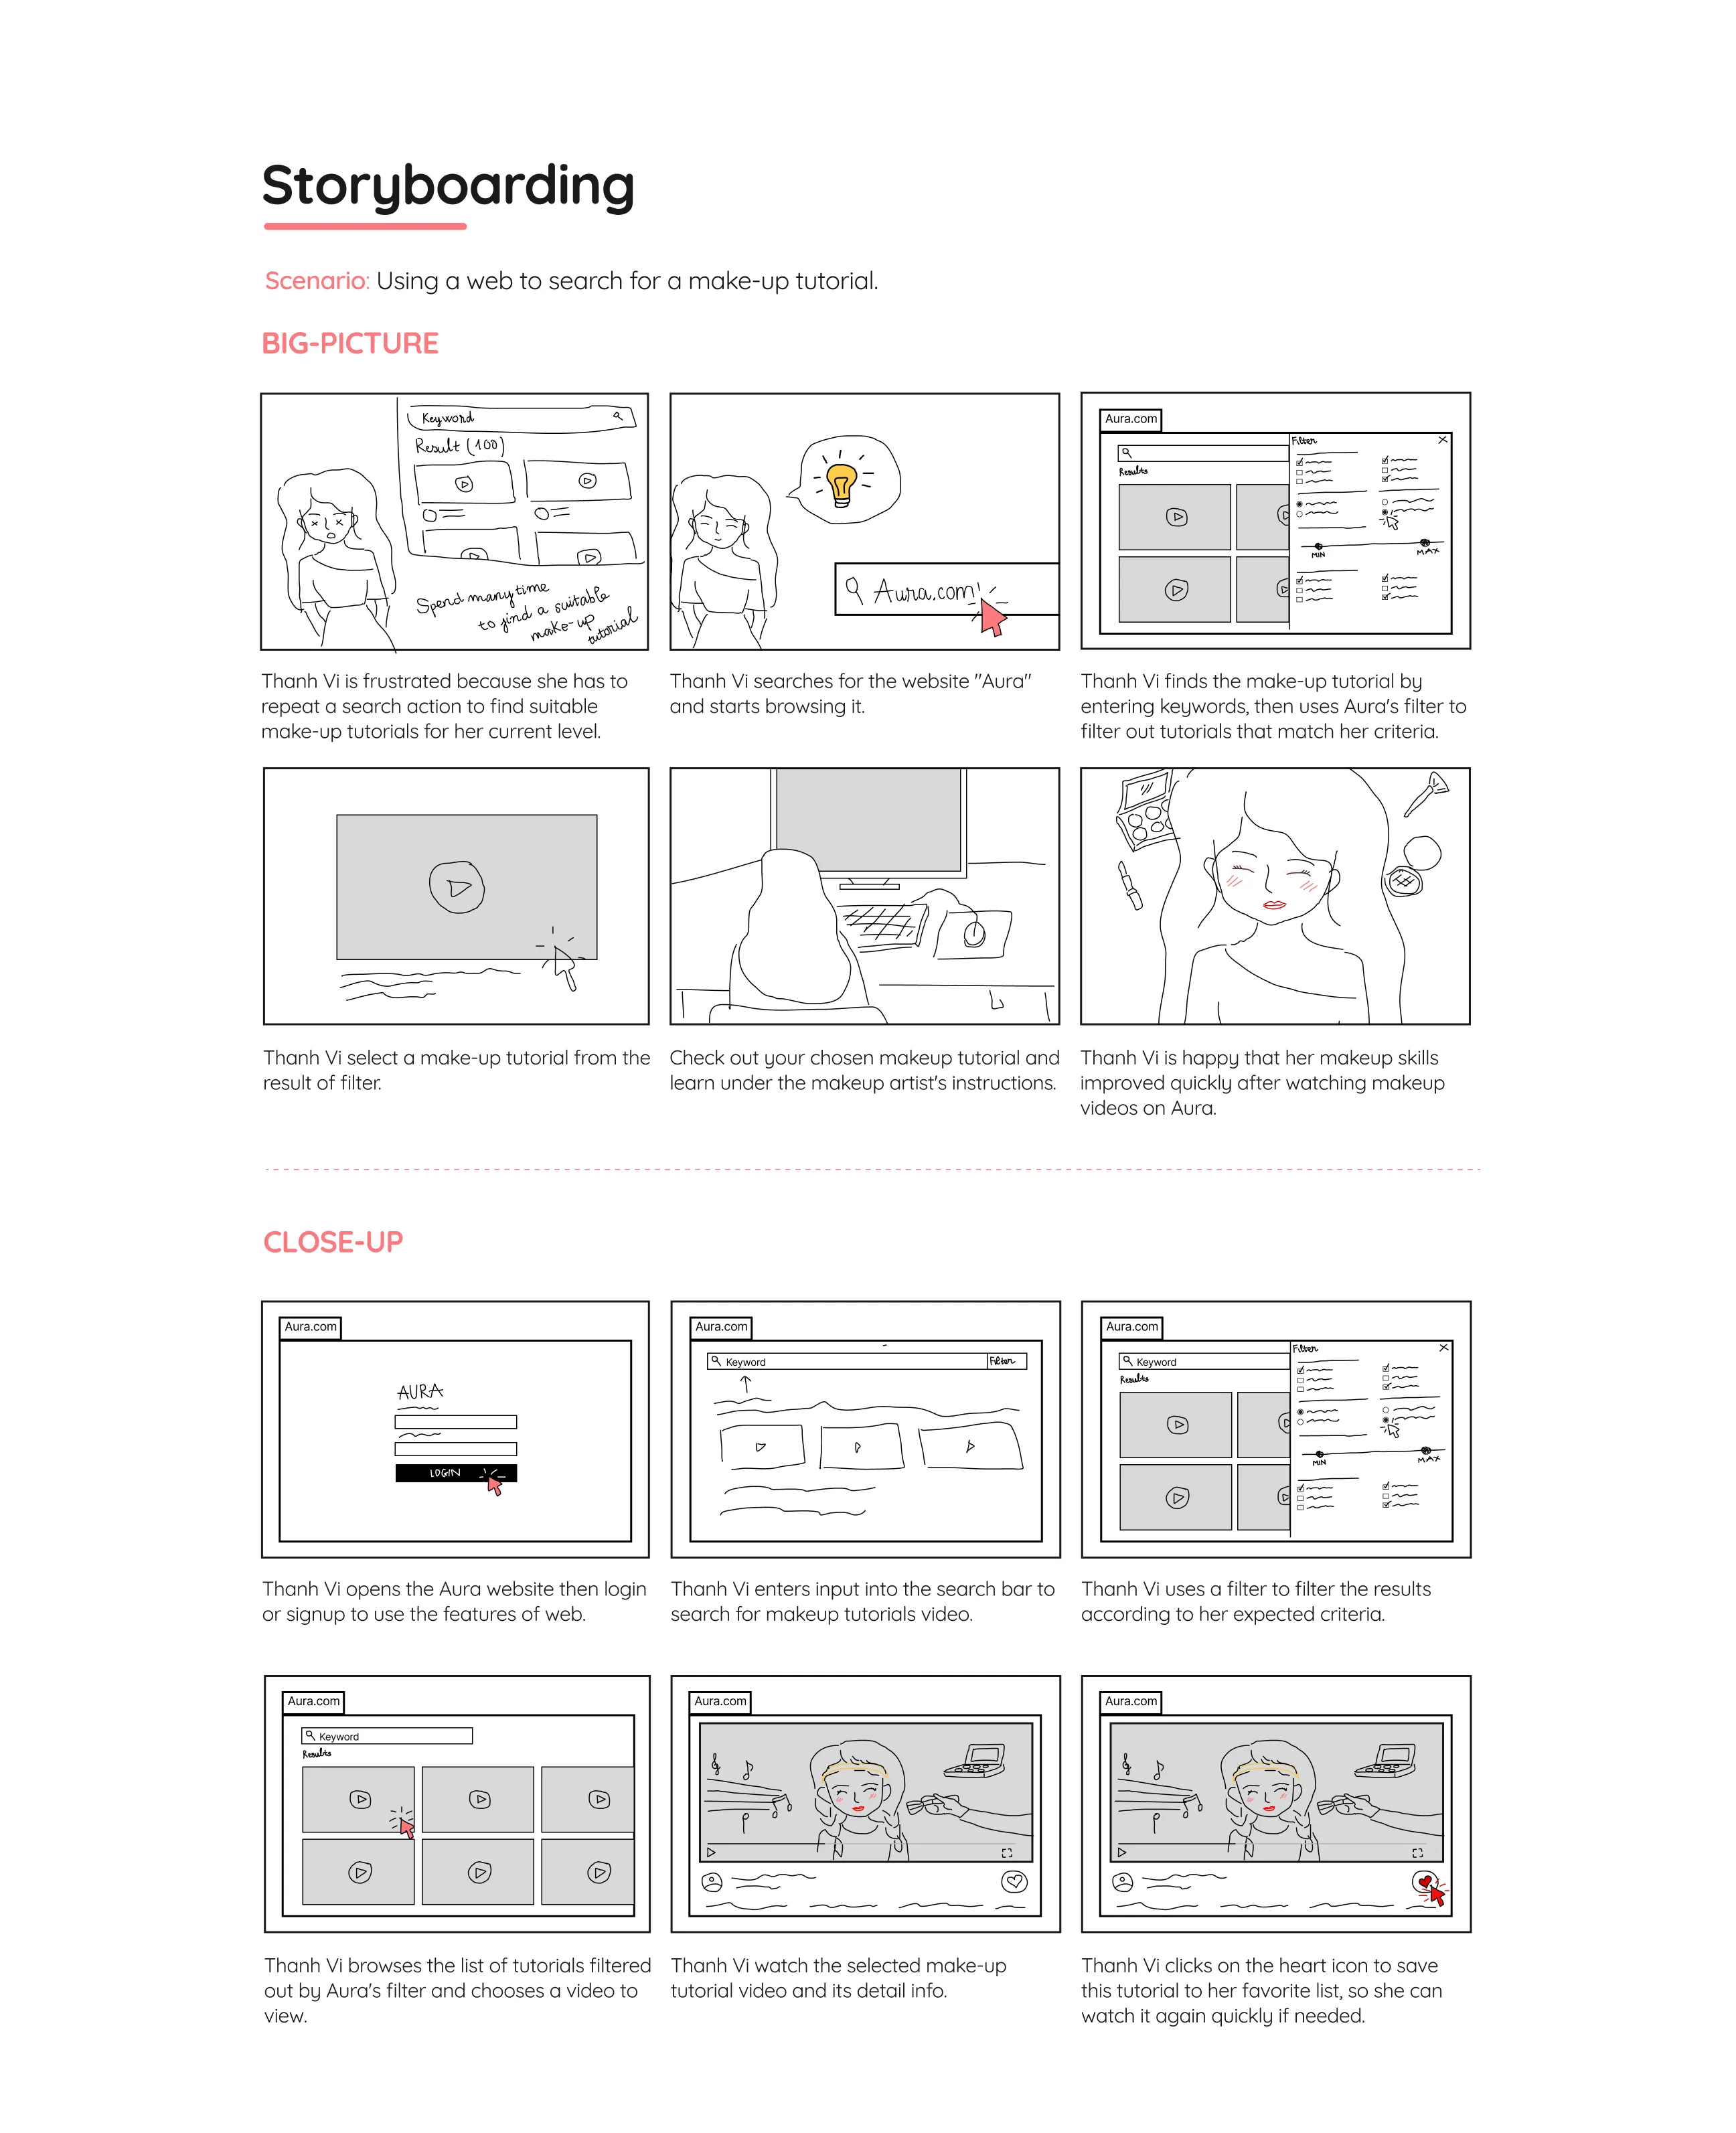 Storyboarding
Scenario: Using a web to search for a make-up tutorial.
BIG-PICTURE
Keyword
Result (100)
Spend many time
to find a suitable
make-up
tutorial
Thanh Vi is frustrated because she has to
repeat a search action to find suitable
make-up tutorials for her current level.
Aura.com
Thanh Vi searches for the website "Aura"
and starts browsing it.
Aura.com
Filter
Results
MIN
MAX
Thanh Vi finds the make-up tutorial by
entering keywords, then uses Aura's filter to
filter out tutorials that match her criteria.
Thanh Vi select a make-up tutorial from the
result of filter.
Check out your chosen makeup tutorial and
learn under the makeup artist's instructions.
Thanh Vi is happy that her makeup skills
improved quickly after watching makeup
videos on Aura.
CLOSE-UP
Aura.com
AURA
LOGIN
Thanh Vi opens the Aura website then login
or signup to use the features of web.
Aura.com
Keyword Filter
Thanh Vi enters input into the search bar to
search for makeup tutorials video.
Aura.com
Filter
Keyword
Results
MIN
MAX
Thanh Vi uses a filter to filter the results
according to her expected criteria.
Aura.com
Keyword
Results
Thanh Vi browses the list of tutorials filtered
out by Aura's filter and chooses a video to
view.
Aura.com
Thanh Vi watch the selected make-up
tutorial video and its detail info.
Aura.com
Thanh Vi clicks on the heart icon to save
this tutorial to her favorite list, so she can
watch it again quickly if needed.